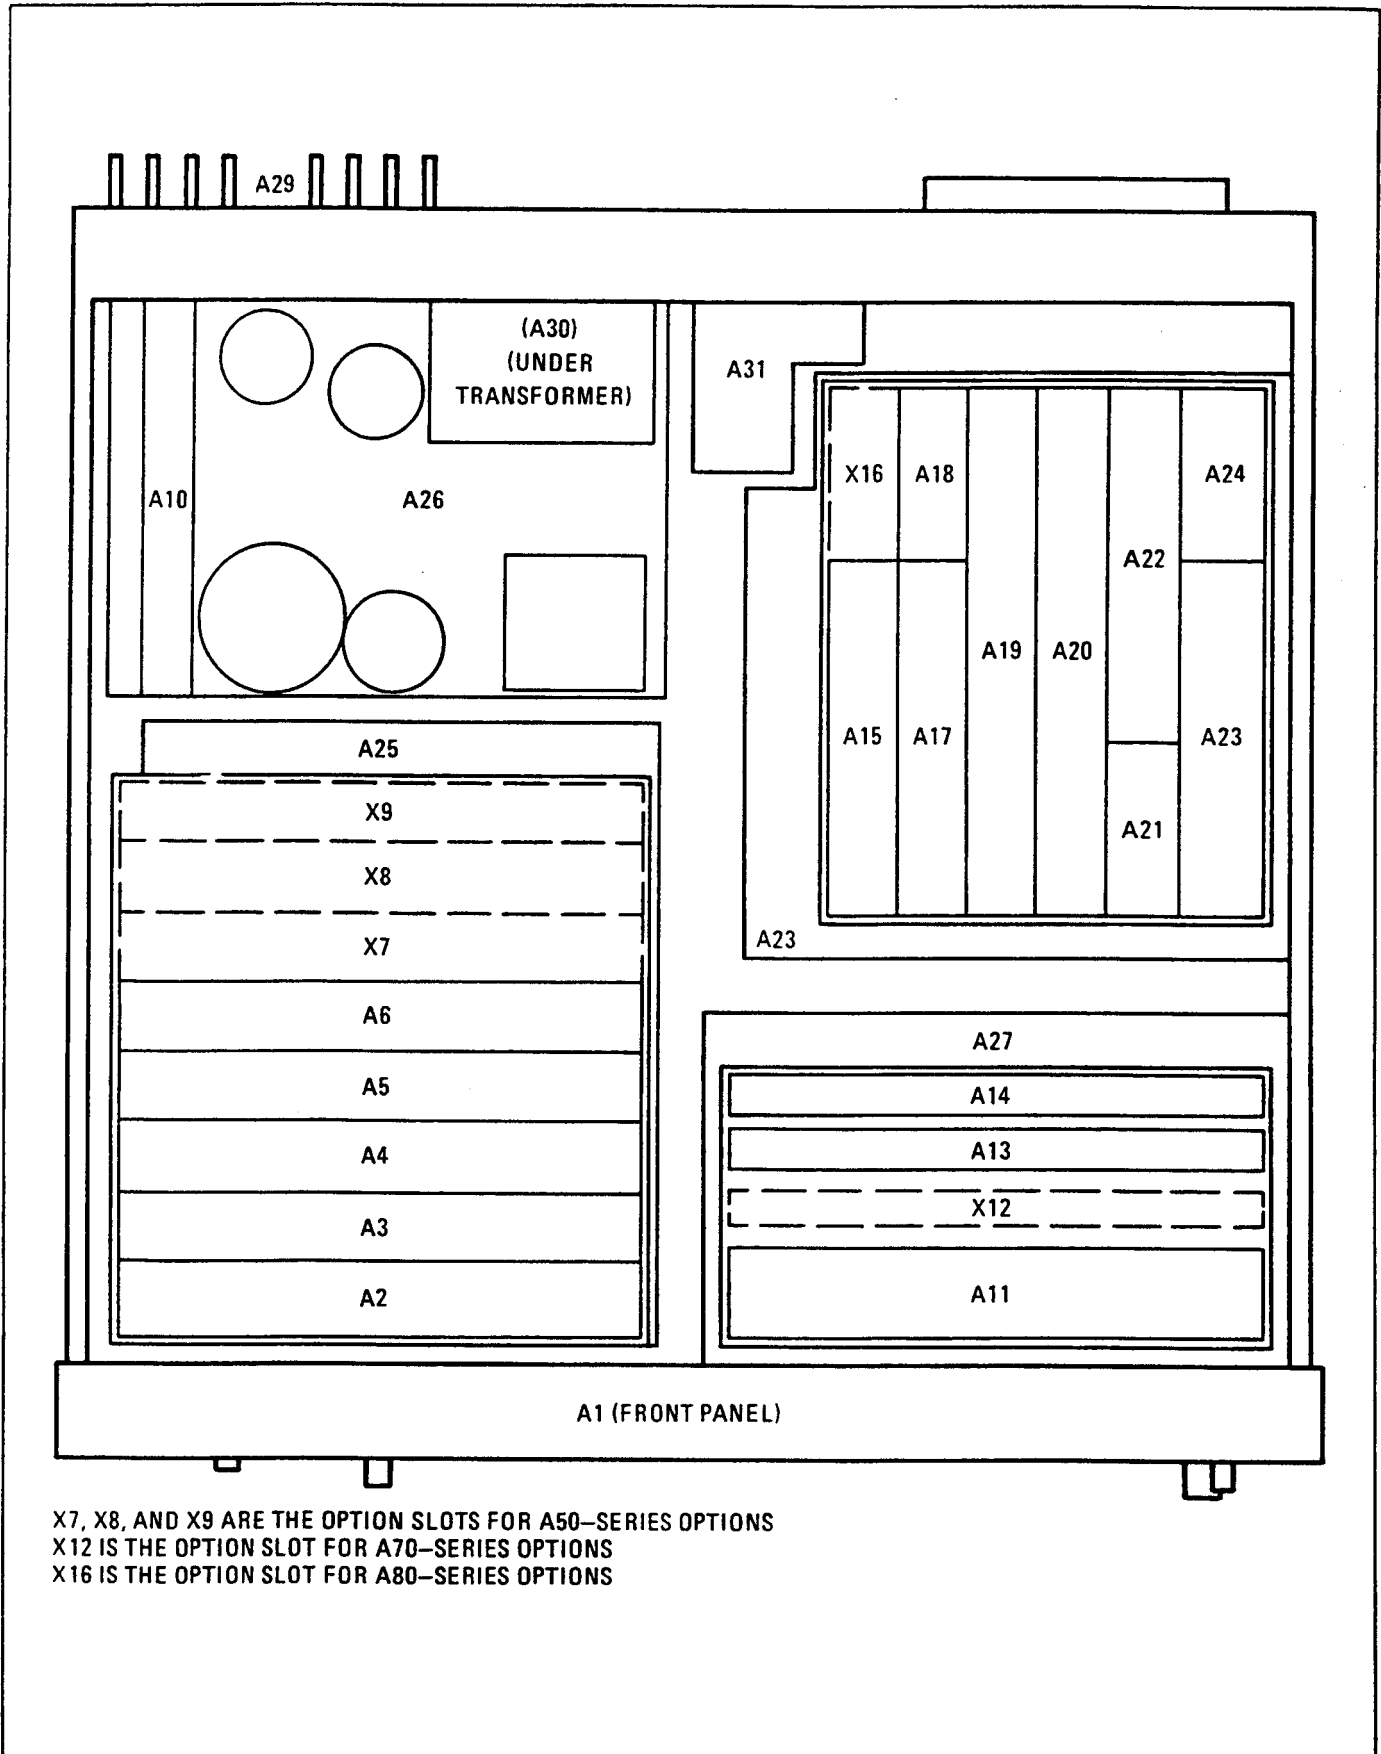 A29
(A30)
(UNDER
TRANSFORMER)
A31
A10
A26
X16
A18
A24
A22
A19
A20
A15
A17
A23
A21
A23
A25
X9
X8
X7
A6
A5
A4
A3
A2
A27
A14
A13
X12
A11
A1 (FRONT PANEL)
X7, X8, AND X9 ARE THE OPTION SLOTS FOR A50–SERIES OPTIONS
X12 IS THE OPTION SLOT FOR A70–SERIES OPTIONS
X16 IS THE OPTION SLOT FOR A80–SERIES OPTIONS